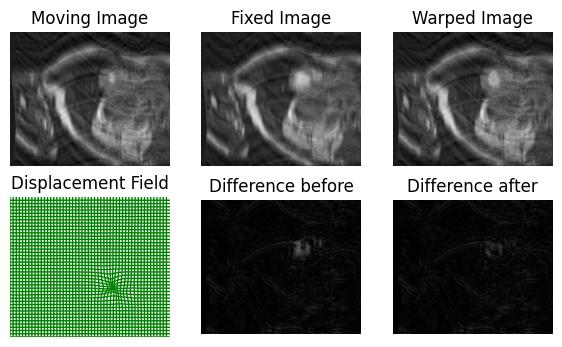 Moving Image
Fixed Image
Warped Image
Displacement Field
Difference before
Difference after